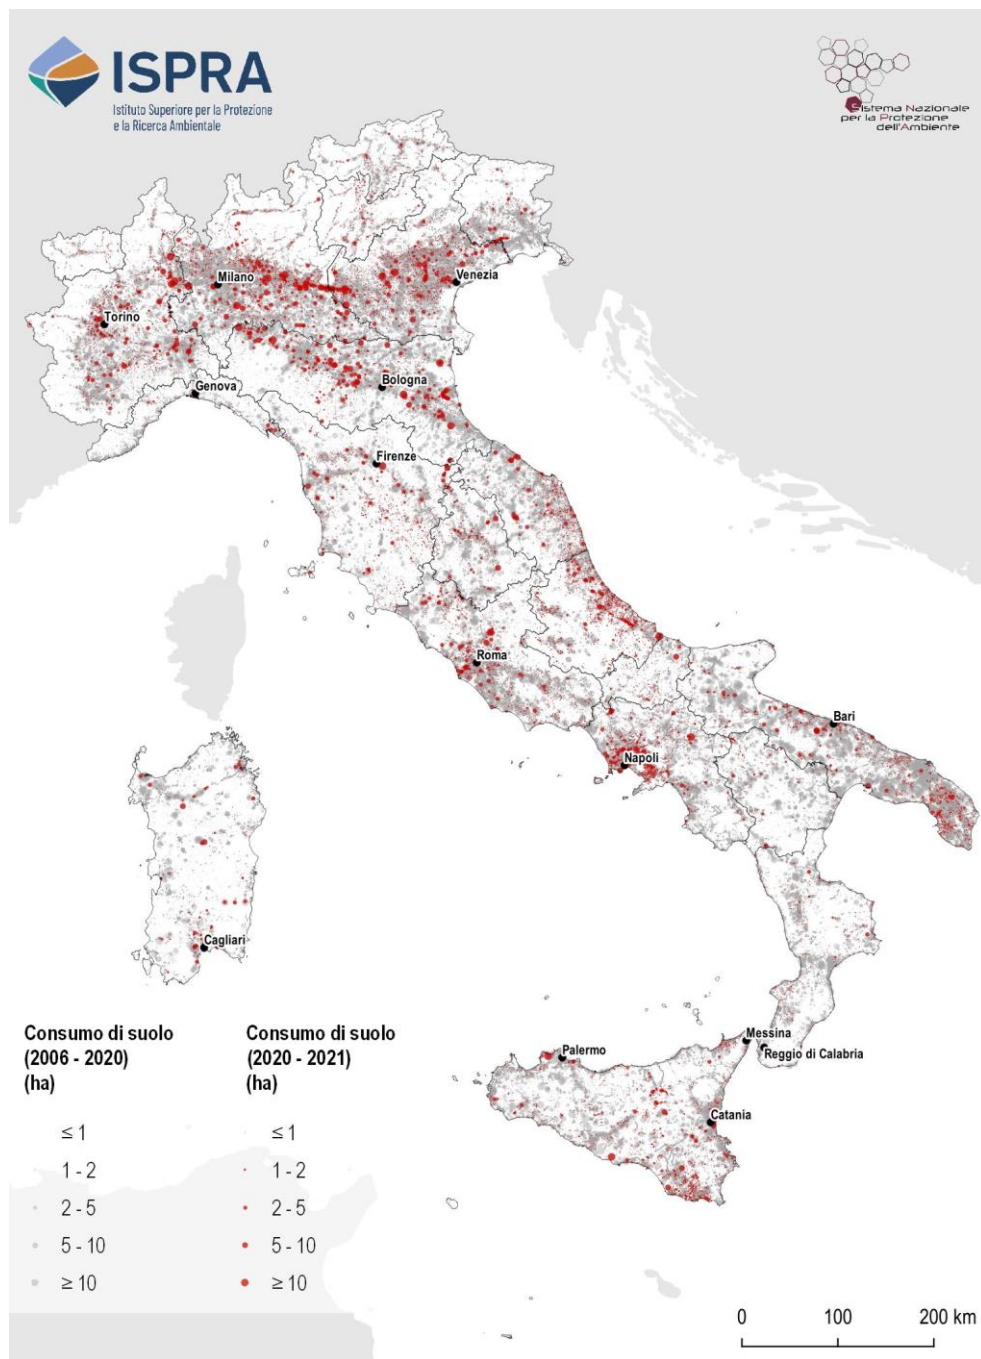 ISPRA
Istituto Superiore per la Protezione
e la Ricerca Ambientale
Sistema Nazionale
per la Protezione
dell'Ambiente
Milano
Venezia
Torino
Genova
Bologna
Firenze
Roma
Napoli
Bari
Cagliari
Messina
Reggio di Calabria
Palermo
Catania
Consumo di suolo
(2006 - 2020)
(ha)
≤ 1
1 - 2
2 - 5
5 - 10
≥ 10
Consumo di suolo
(2020 - 2021)
(ha)
≤ 1
1 - 2
2 - 5
5 - 10
≥ 10
0 100 200 km